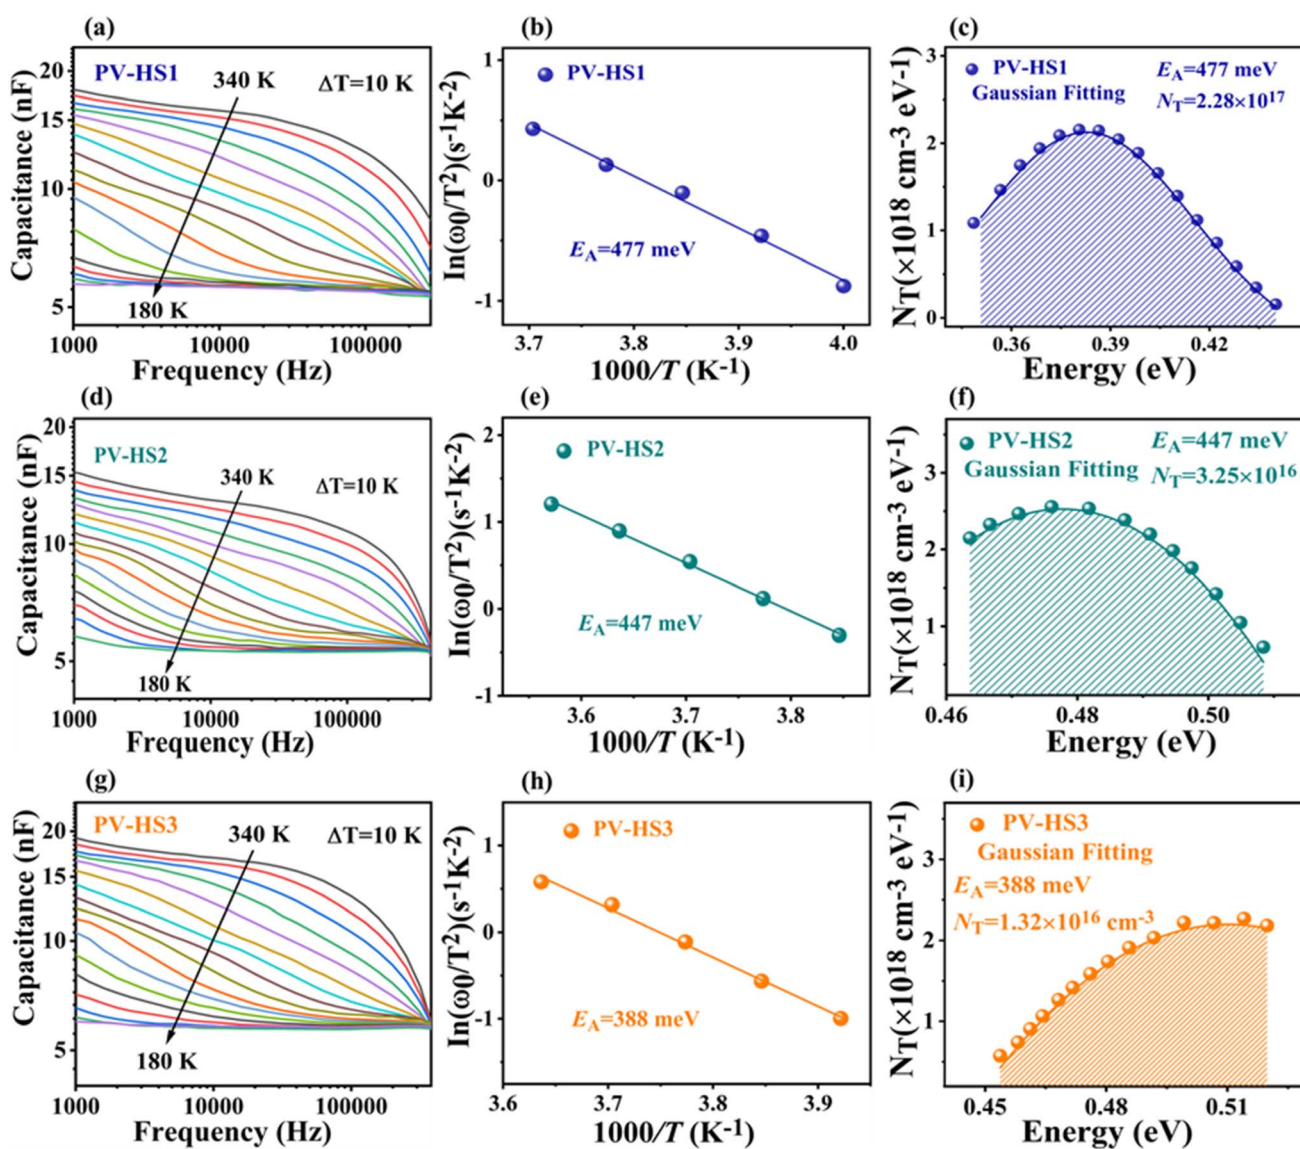 (a)
20
15
10
5
Capacitance (nF)
PV-HS1
340 K
ΔT=10 K
180 K
1000
10000
100000
Frequency (Hz)
(b)
1
0
-1
In(ω0/T²)(s⁻¹K⁻²)
PV-HS1
E_A=477 meV
3.7
3.8
3.9
4.0
1000/T (K⁻¹)
(c)
3
2
1
0
N_T(×10¹⁸ cm⁻³ eV⁻¹)
PV-HS1
Gaussian Fitting
E_A=477 meV
N_T=2.28×10¹⁷
0.36
0.39
0.42
Energy (eV)
(d)
20
15
10
5
Capacitance (nF)
PV-HS2
340 K
ΔT=10 K
180 K
1000
10000
100000
Frequency (Hz)
(e)
2
1
0
-1
In(ω0/T²)(s⁻¹K⁻²)
PV-HS2
E_A=447 meV
3.6
3.7
3.8
1000/T (K⁻¹)
(f)
3
2
1
N_T(×10¹⁸ cm⁻³ eV⁻¹)
PV-HS2
Gaussian Fitting
E_A=447 meV
N_T=3.25×10¹⁶
0.46
0.48
0.50
Energy (eV)
(g)
20
15
10
5
Capacitance (nF)
PV-HS3
340 K
ΔT=10 K
180 K
1000
10000
100000
Frequency (Hz)
(h)
1
0
-1
In(ω0/T²)(s⁻¹K⁻²)
PV-HS3
E_A=388 meV
3.6
3.7
3.8
3.9
1000/T (K⁻¹)
(i)
3
2
1
N_T(×10¹⁸ cm⁻³ eV⁻¹)
PV-HS3
Gaussian Fitting
E_A=388 meV
N_T=1.32×10¹⁶ cm⁻³
0.45
0.48
0.51
Energy (eV)